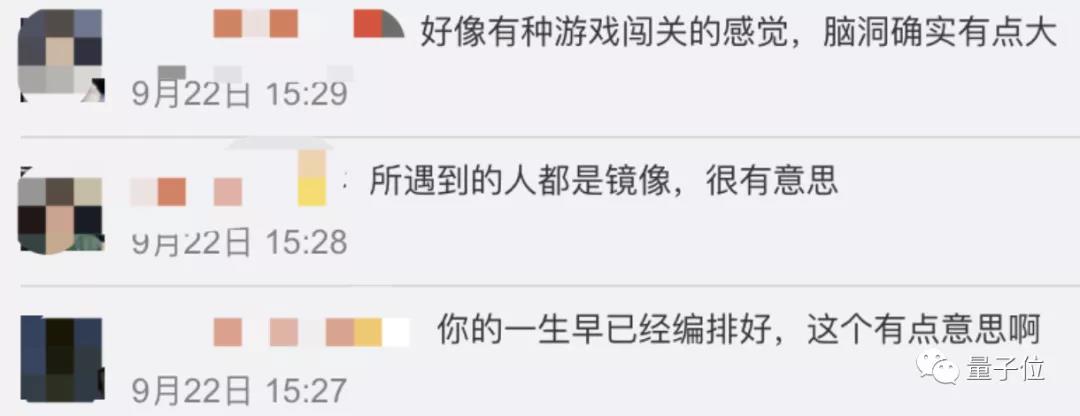 好像有种游戏闯关的感觉，脑洞确实有点大
9月22日 15:29
所遇到的人都是镜像，很有意思
9月22日 15:28
你的一生早已经编排好，这个有点意思啊
9月22日 15:27
量子位